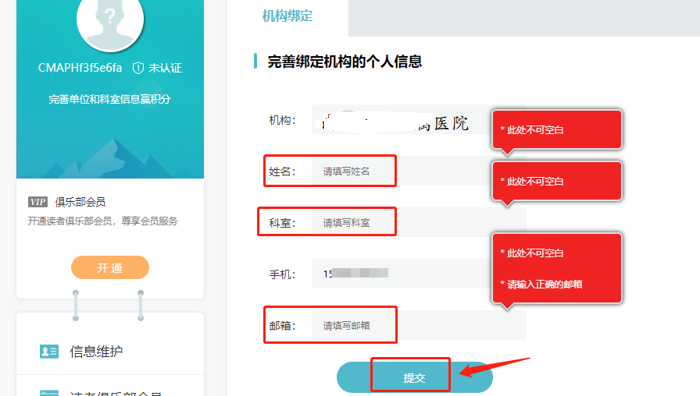 ?
CMAPHf3f5e6fa 未认证
完善单位和科室信息赢积分
VIP 俱乐部会员
开通读者俱乐部会员，尊享会员服务
开 通
信息维护
机构绑定
完善绑定机构的个人信息
机构： 属医院
* 此处不可空白
姓名： 请填写姓名
* 此处不可空白
科室： 请填写科室
* 此处不可空白
* 请输入正确的邮箱
手机： 15
邮箱： 请填写邮箱
提交